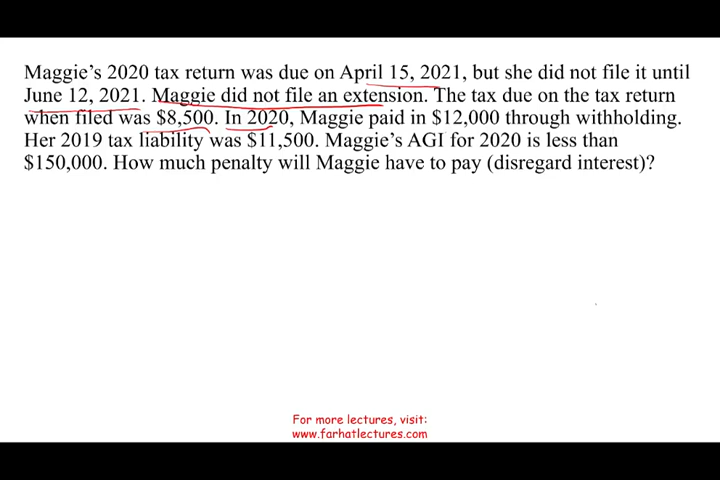 Maggie's 2020 tax return was due on April 15, 2021, but she did not file it until
June 12, 2021. Maggie did not file an extension. The tax due on the tax return
when filed was $8,500. In 2020, Maggie paid in $12,000 through withholding.
Her 2019 tax liability was $11,500. Maggie's AGI for 2020 is less than
$150,000. How much penalty will Maggie have to pay (disregard interest)?
For more lectures, visit:
www.farhatlectures.com